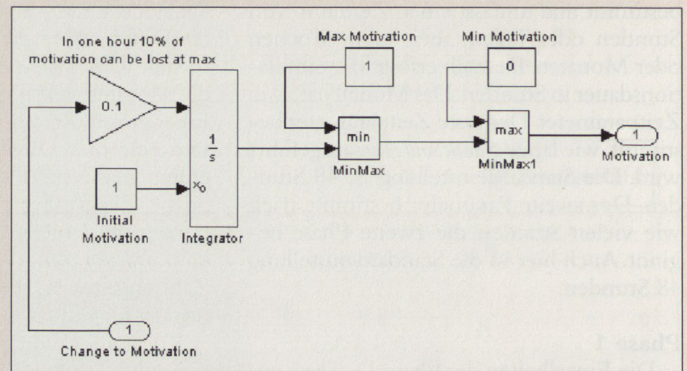 In one hour 10% of
motivation can be lost at max
Max Motivation
Min Motivation
0.1
1
0
1
s
min
max
1
MinMax
MinMax1
Motivation
1
x₀
Initial
Motivation
Integrator
1
Change to Motivation